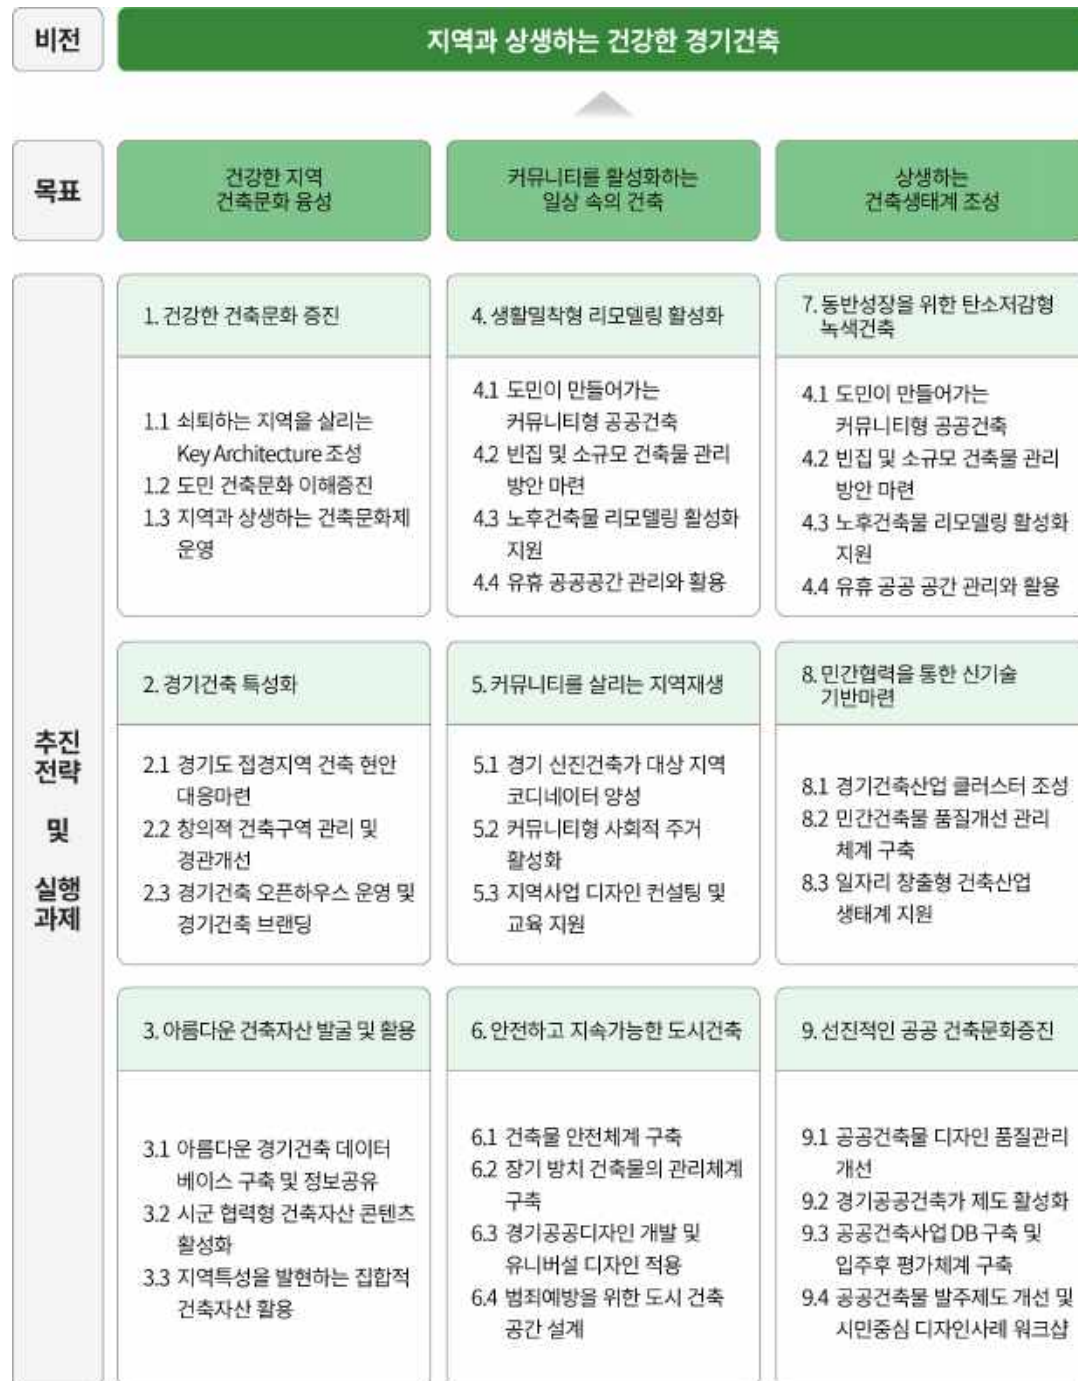 비전
지역과 상생하는 건강한 경기건축
목표
건강한 지역
건축문화 융성
커뮤니티를 활성화하는
일상 속의 건축
상생하는
건축생태계 조성
추진
전략
및
실행
과제
1. 건강한 건축문화 증진
1.1 쇠퇴하는 지역을 살리는
Key Architecture 조성
1.2 도민 건축문화 이해증진
1.3 지역과 상생하는 건축문화제
운영
4. 생활밀착형 리모델링 활성화
4.1 도민이 만들어가는
커뮤니티형 공공건축
4.2 빈집 및 소규모 건축물 관리
방안 마련
4.3 노후건축물 리모델링 활성화
지원
4.4 유휴 공공공간 관리와 활용
7. 동반성장을 위한 탄소저감형
녹색건축
4.1 도민이 만들어가는
커뮤니티형 공공건축
4.2 빈집 및 소규모 건축물 관리
방안 마련
4.3 노후건축물 리모델링 활성화
지원
4.4 유휴 공공 공간 관리와 활용
2. 경기건축 특성화
2.1 경기도 접경지역 건축 현안
대응마련
2.2 창의적 건축구역 관리 및
경관개선
2.3 경기건축 오픈하우스 운영 및
경기건축 브랜딩
5. 커뮤니티를 살리는 지역재생
5.1 경기 신진건축가 대상 지역
코디네이터 양성
5.2 커뮤니티형 사회적 주거
활성화
5.3 지역사업 디자인 컨설팅 및
교육 지원
8. 민간협력을 통한 신기술
기반마련
8.1 경기건축산업 클러스터 조성
8.2 민간건축물 품질개선 관리
체계 구축
8.3 일자리 창출형 건축산업
생태계 지원
3. 아름다운 건축자산 발굴 및 활용
3.1 아름다운 경기건축 데이터
베이스 구축 및 정보공유
3.2 시군 협력형 건축자산 콘텐츠
활성화
3.3 지역특성을 발현하는 집합적
건축자산 활용
6. 안전하고 지속가능한 도시건축
6.1 건축물 안전체계 구축
6.2 장기 방치 건축물의 관리체계
구축
6.3 경기공공디자인 개발 및
유니버설 디자인 적용
6.4 범죄예방을 위한 도시 건축
공간 설계
9. 선진적인 공공 건축문화증진
9.1 공공건축물 디자인 품질관리
개선
9.2 경기공공건축가 제도 활성화
9.3 공공건축사업 DB 구축 및
입주후 평가체계 구축
9.4 공공건축물 발주제도 개선 및
시민중심 디자인사례 워크샵